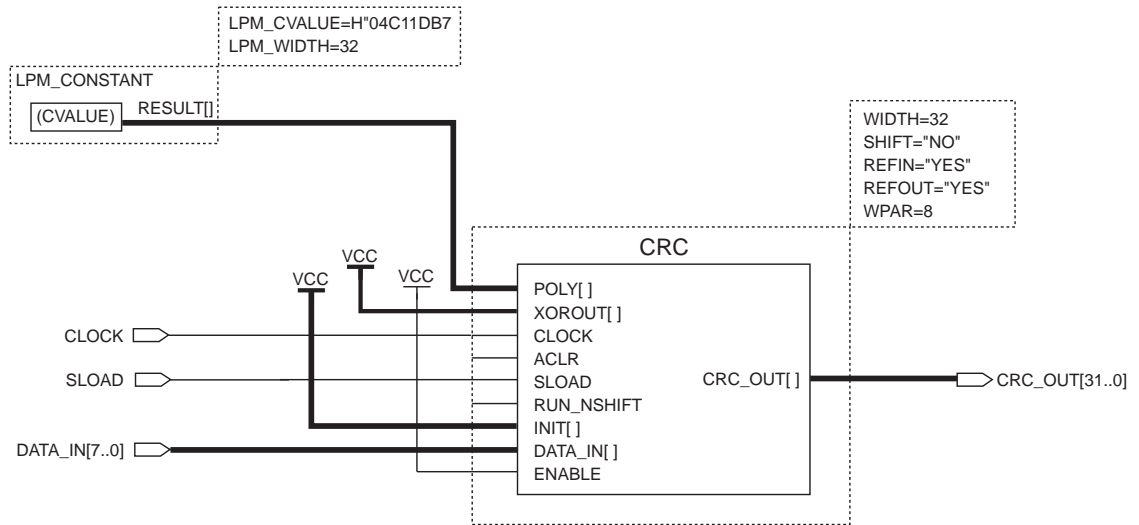 LPM_CVALUE=H"04C11DB7
LPM_WIDTH=32
LPM_CONSTANT
(CVALUE)
RESULT[]
WIDTH=32
SHIFT="NO"
REFIN="YES"
REFOUT="YES"
WPAR=8
CRC
VCC
VCC
VCC
POLY[ ]
XOROUT[ ]
CLOCK
CLOCK
ACLR
SLOAD
SLOAD
CRC_OUT[ ]
CRC_OUT[31..0]
RUN_NSHIFT
INIT[ ]
DATA_IN[7..0]
DATA_IN[ ]
ENABLE